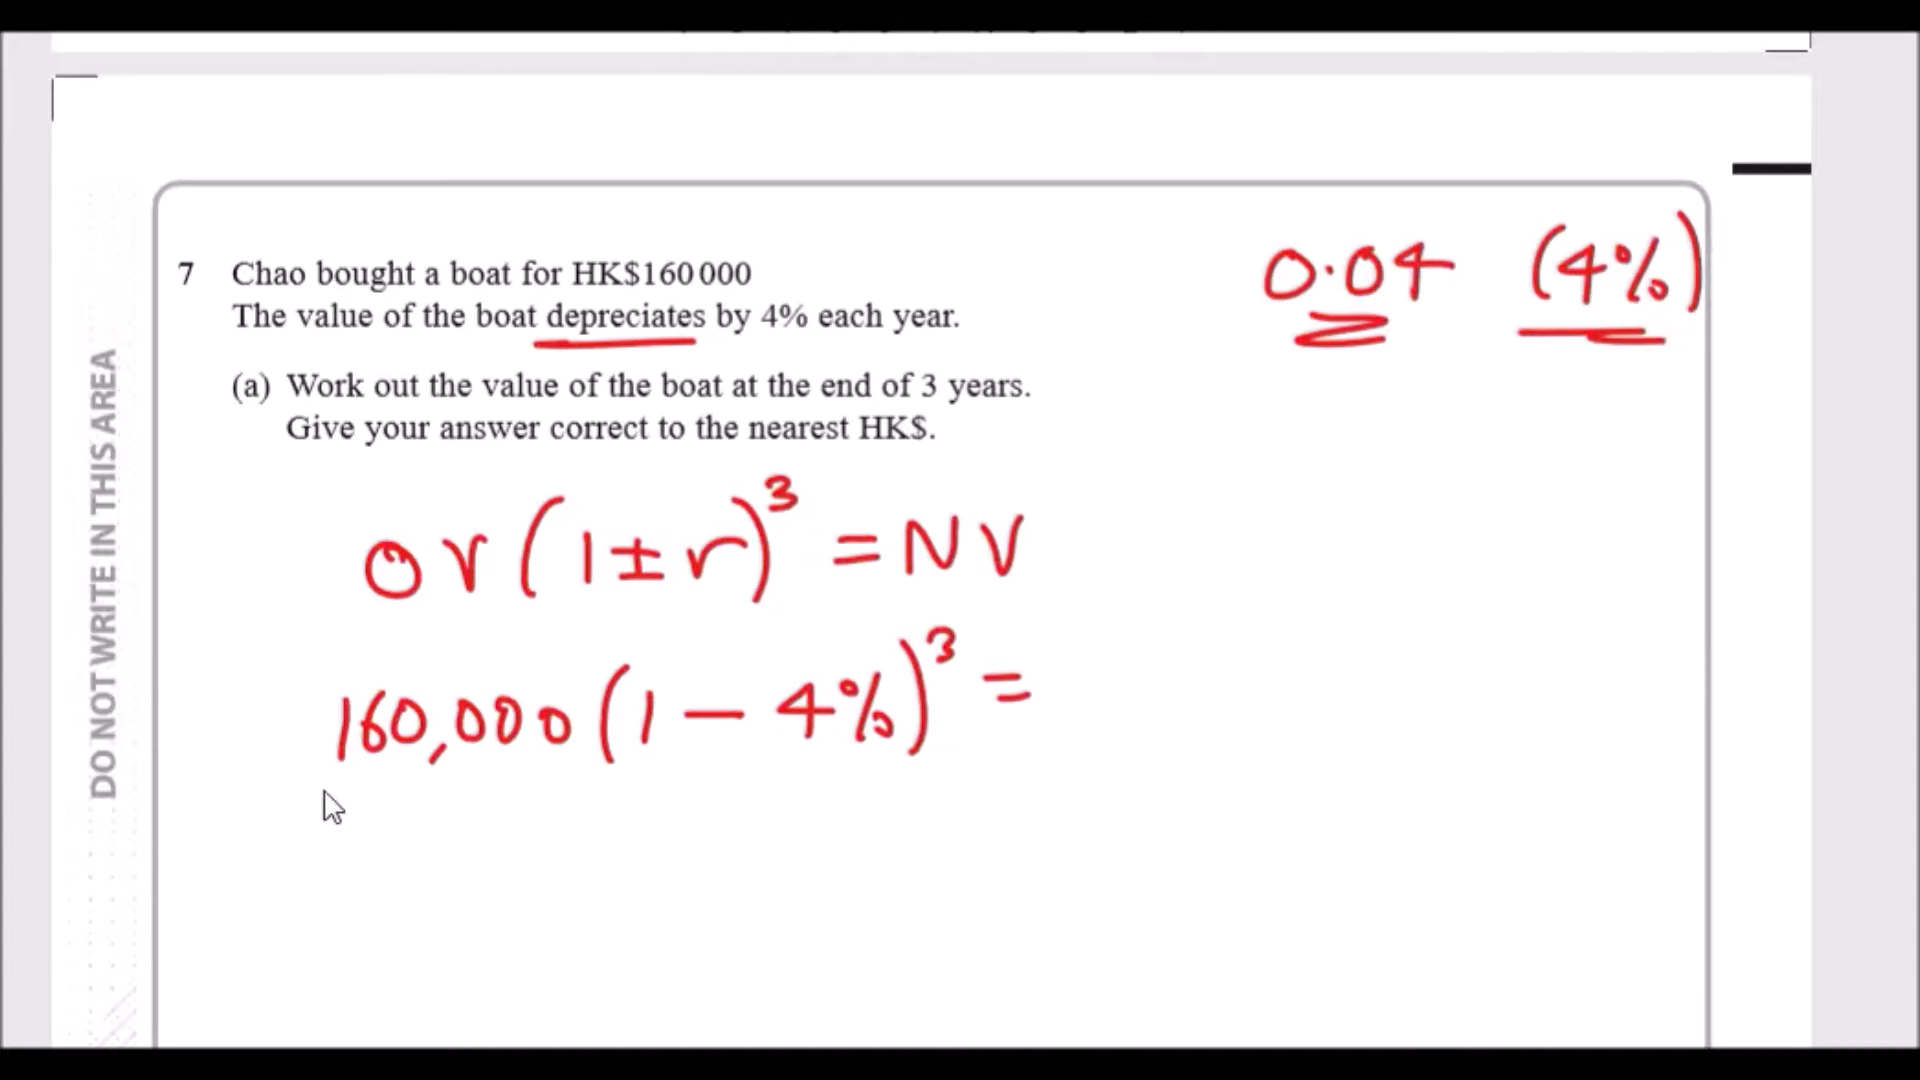 7 Chao bought a boat for HK$160 000
The value of the boat depreciates by 4% each year.
0.04 (4%)
(a) Work out the value of the boat at the end of 3 years.
Give your answer correct to the nearest HK$.
OV(1±r)³ = NV
160,000(1 − 4%)³ =
DO NOT WRITE IN THIS AREA